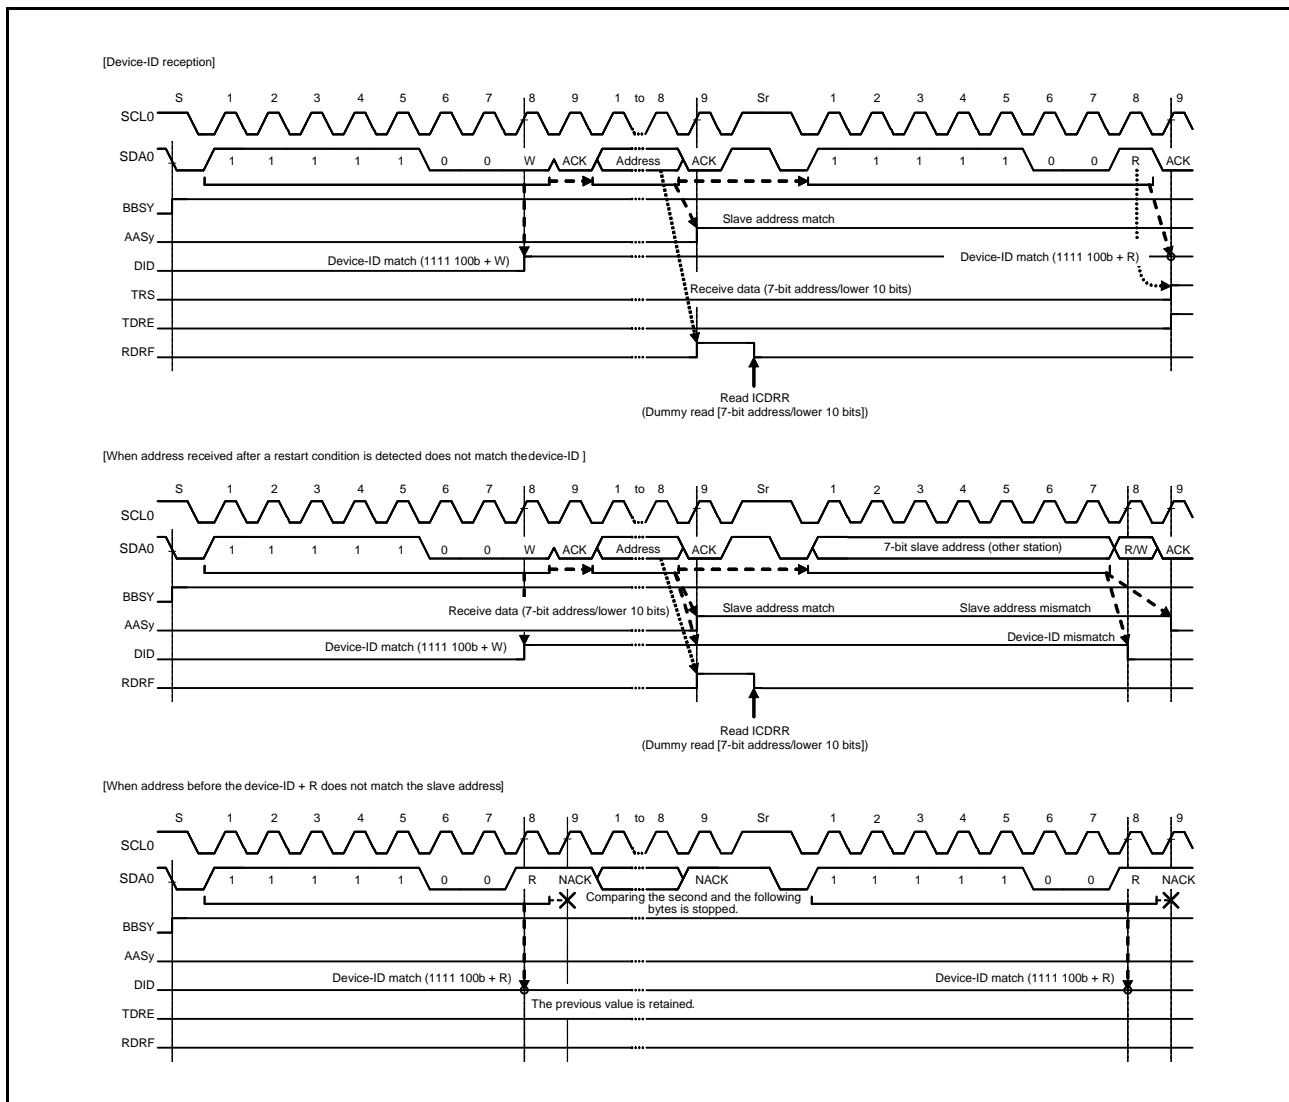 [Device-ID reception]
S 1 2 3 4 5 6 7 8 9 1 to 8 9 Sr 1 2 3 4 5 6 7 8 9
SCL0
SDA0 1 1 1 1 1 0 0 W ACK Address ACK 1 1 1 1 1 0 0 R ACK
BBSY
Slave address match
AASy
Device-ID match (1111 100b + W) Device-ID match (1111 100b + R)
DID
Receive data (7-bit address/lower 10 bits)
TRS
TDRE
RDRF
Read ICDRR
(Dummy read [7-bit address/lower 10 bits])
[When address received after a restart condition is detected does not match thedevice-ID ]
S 1 2 3 4 5 6 7 8 9 1 to 8 9 Sr 1 2 3 4 5 6 7 8 9
SCL0
SDA0 1 1 1 1 1 0 0 W ACK Address ACK 7-bit slave address (other station) R/W ACK
BBSY
Receive data (7-bit address/lower 10 bits) Slave address match Slave address mismatch
AASy
Device-ID match (1111 100b + W) Device-ID mismatch
DID
RDRF
Read ICDRR
(Dummy read [7-bit address/lower 10 bits])
[When address before the device-ID + R does not match the slave address]
S 1 2 3 4 5 6 7 8 9 1 to 8 9 Sr 1 2 3 4 5 6 7 8 9
SCL0
SDA0 1 1 1 1 1 0 0 R NACK NACK 1 1 1 1 1 0 0 R NACK
Comparing the second and the following
bytes is stopped.
BBSY
AASy
Device-ID match (1111 100b + R) Device-ID match (1111 100b + R)
DID
The previous value is retained.
TDRE
RDRF